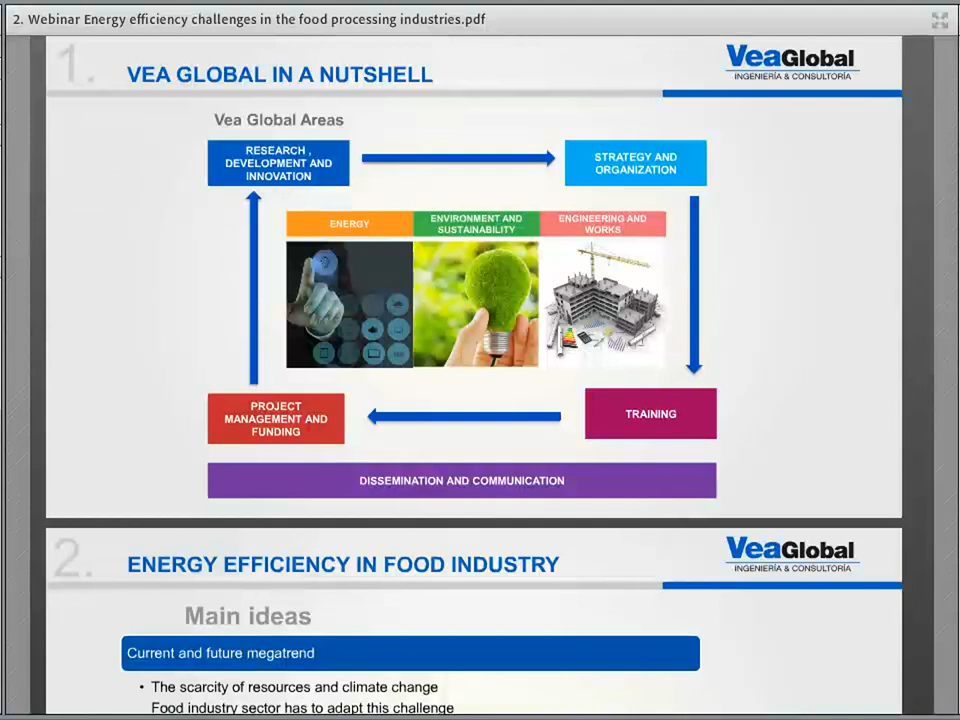 2. Webinar Energy efficiency challenges in the food processing industries.pdf
1.
VEA GLOBAL IN A NUTSHELL
VeaGlobal
INGENIERÍA & CONSULTORÍA
Vea Global Areas
RESEARCH ,
DEVELOPMENT AND
INNOVATION
STRATEGY AND
ORGANIZATION
ENERGY
ENVIRONMENT AND
SUSTAINABILITY
ENGINEERING AND
WORKS
PROJECT
MANAGEMENT AND
FUNDING
TRAINING
DISSEMINATION AND COMMUNICATION
2.
ENERGY EFFICIENCY IN FOOD INDUSTRY
VeaGlobal
INGENIERÍA & CONSULTORÍA
Main ideas
Current and future megatrend
• The scarcity of resources and climate change
Food industry sector has to adapt this challenge